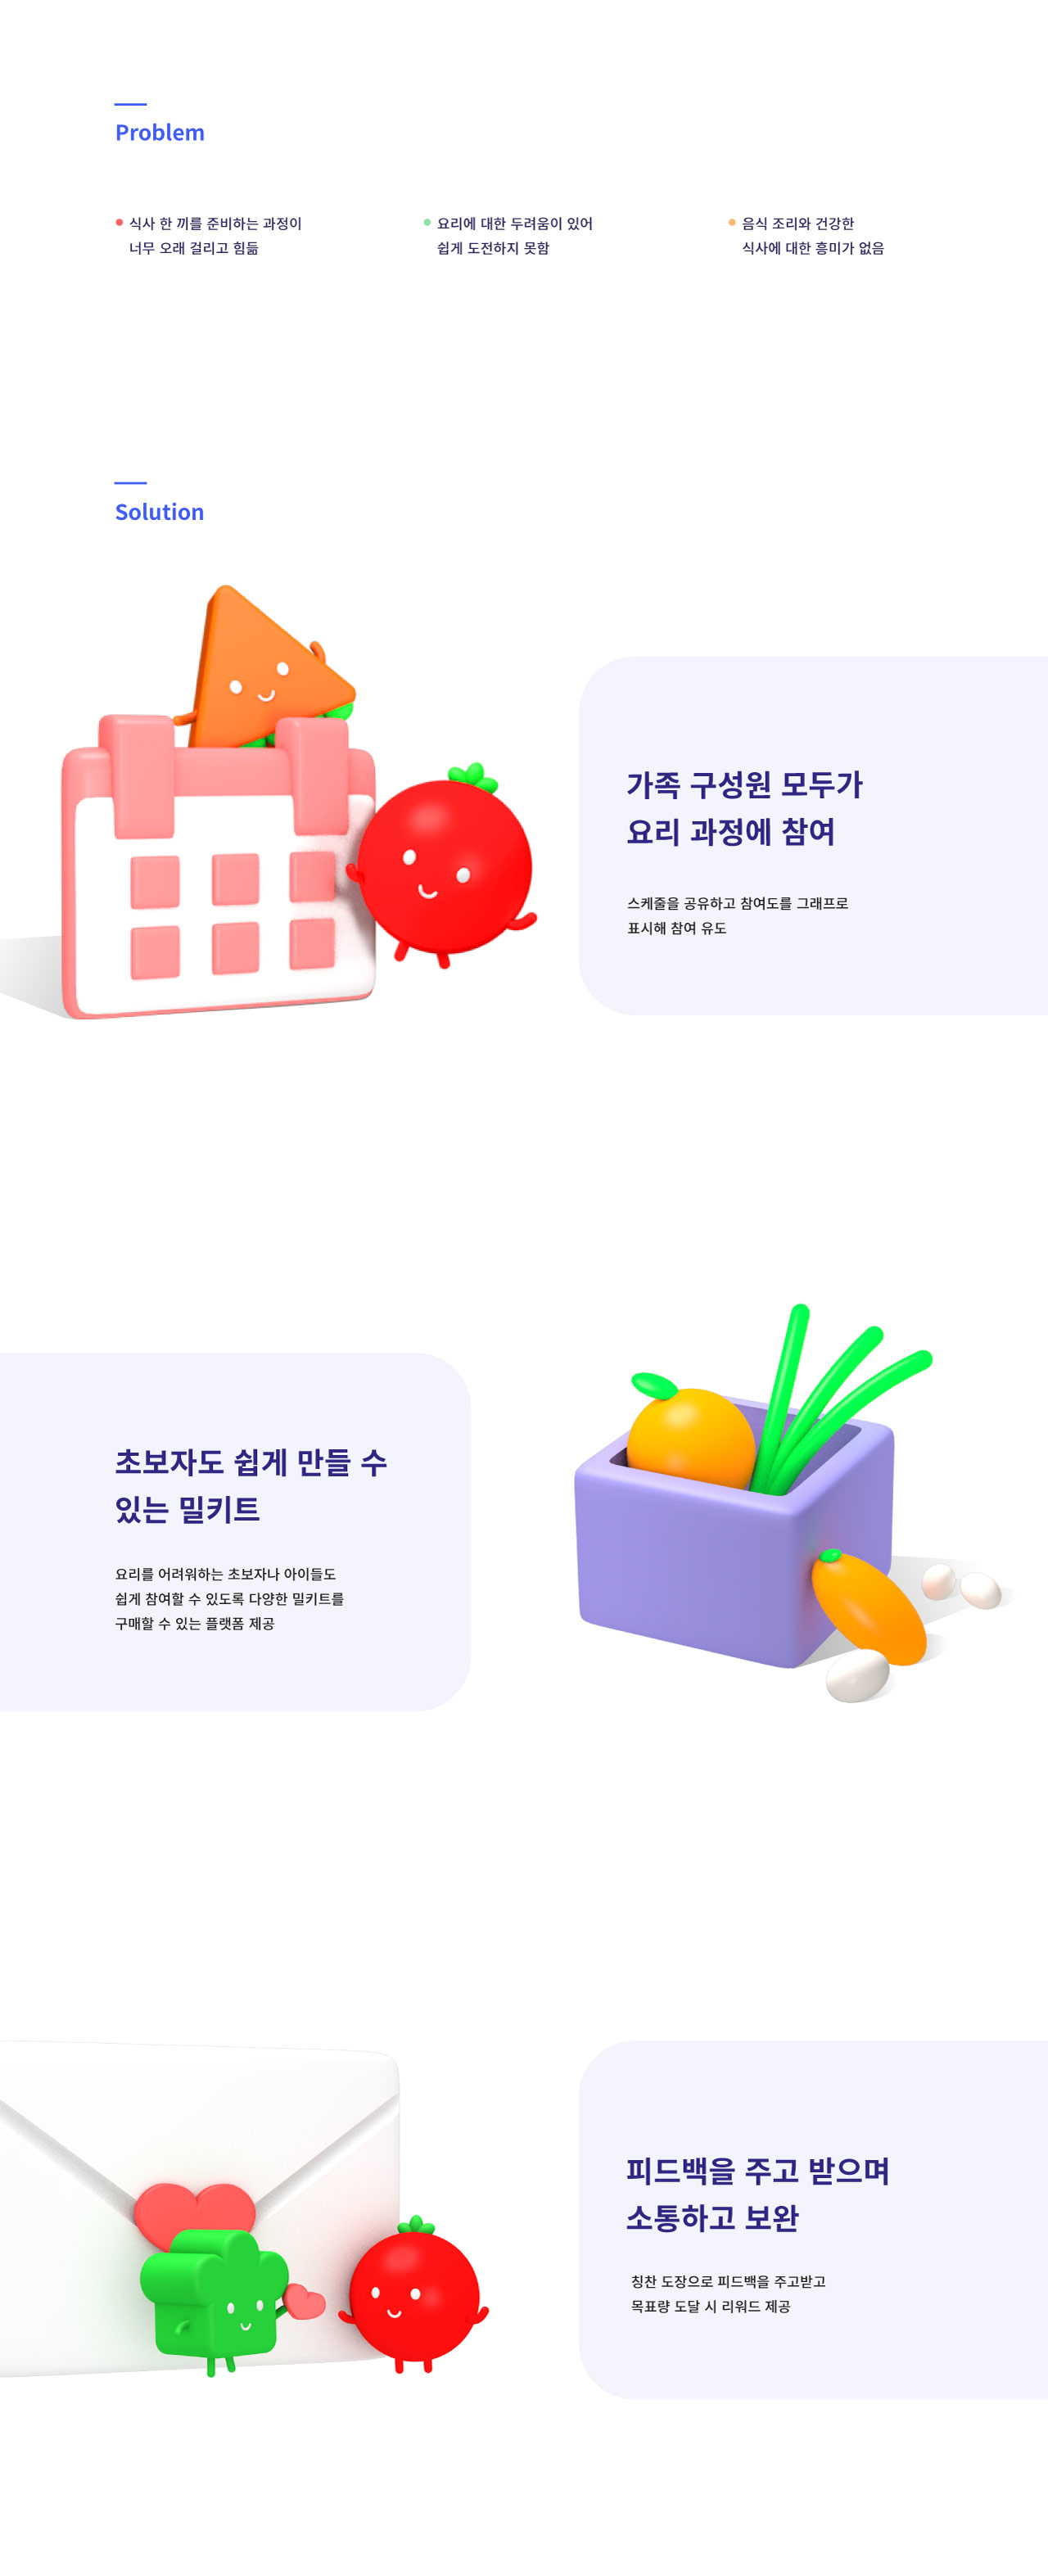 Problem
식사 한 끼를 준비하는 과정이
너무 오래 걸리고 힘듦
요리에 대한 두려움이 있어
쉽게 도전하지 못함
음식 조리와 건강한
식사에 대한 흥미가 없음
Solution
가족 구성원 모두가
요리 과정에 참여
스케줄을 공유하고 참여도를 그래프로
표시해 참여 유도
초보자도 쉽게 만들 수
있는 밀키트
요리를 어려워하는 초보자나 아이들도
쉽게 참여할 수 있도록 다양한 밀키트를
구매할 수 있는 플랫폼 제공
피드백을 주고 받으며
소통하고 보완
칭찬 도장으로 피드백을 주고받고
목표량 도달 시 리워드 제공